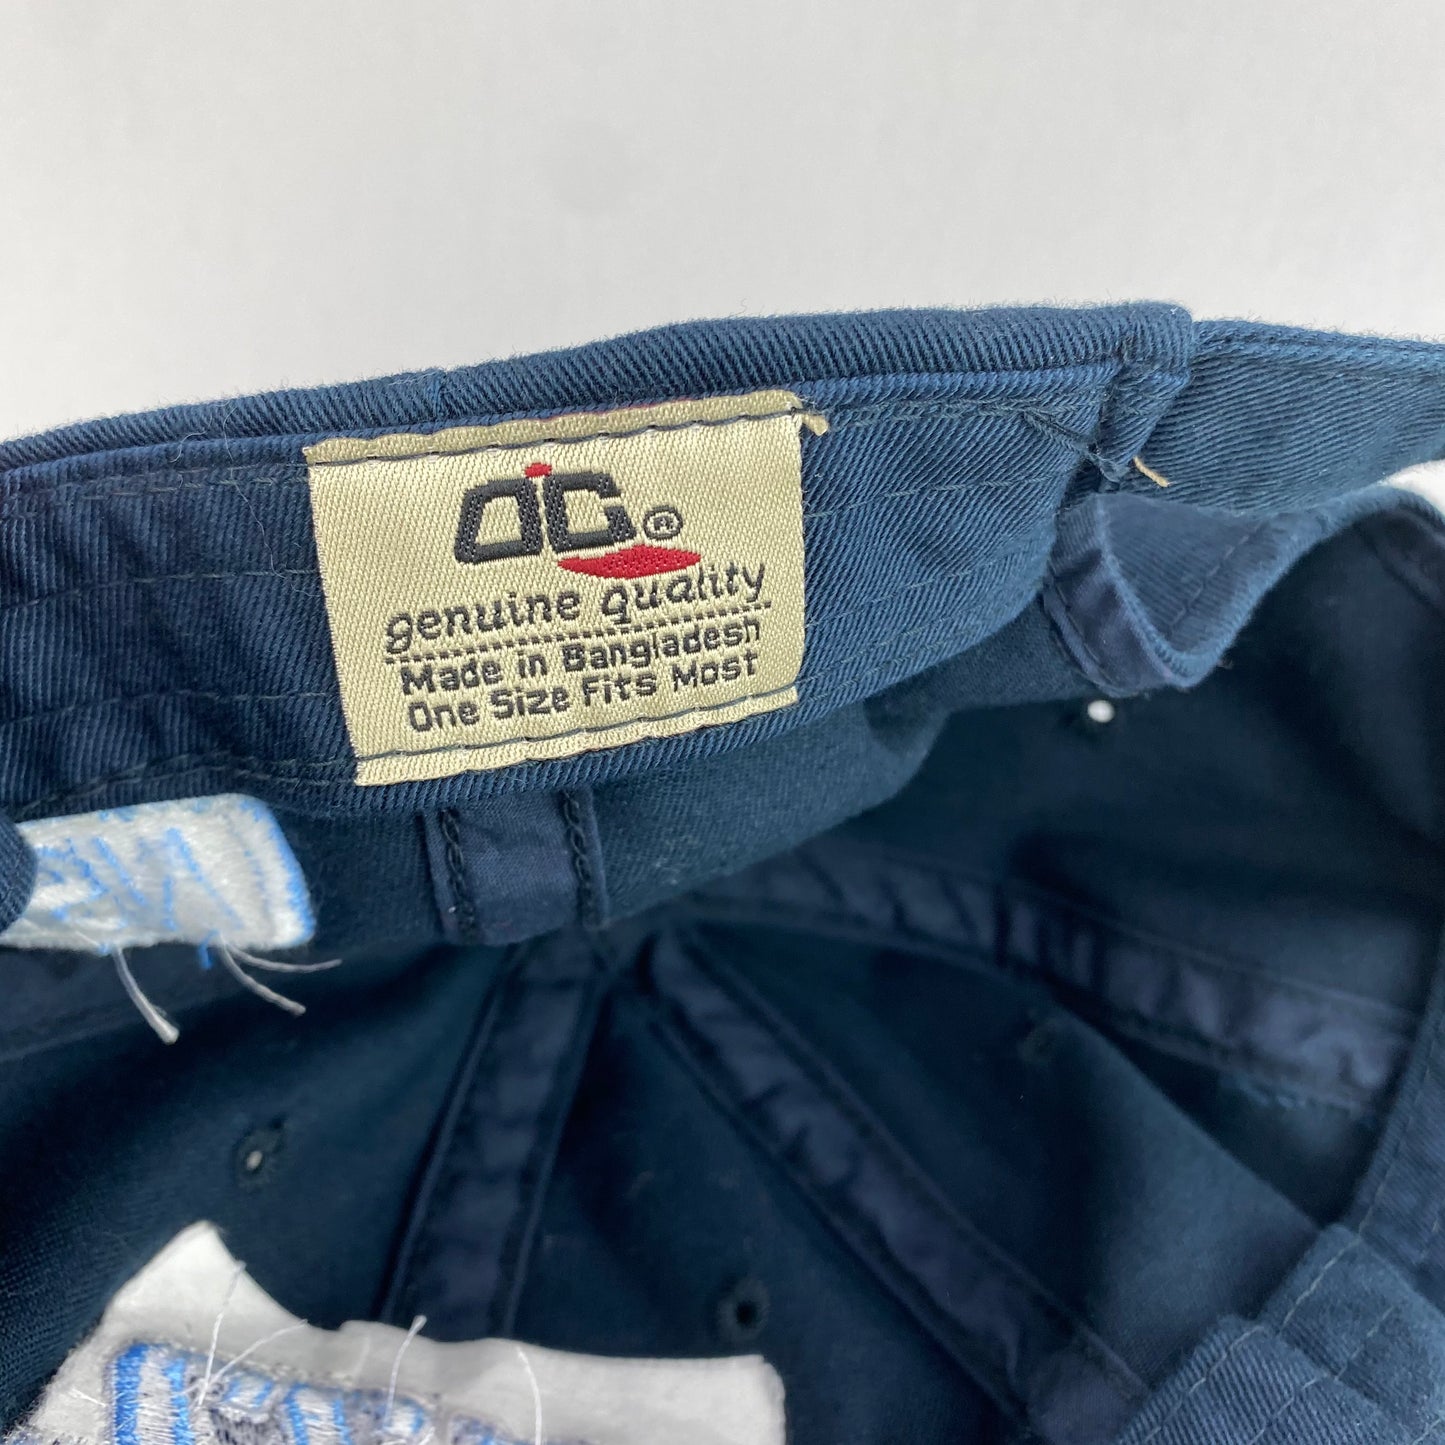 OC®
genuine quality
Made in Bangladesh
One Size Fits Most